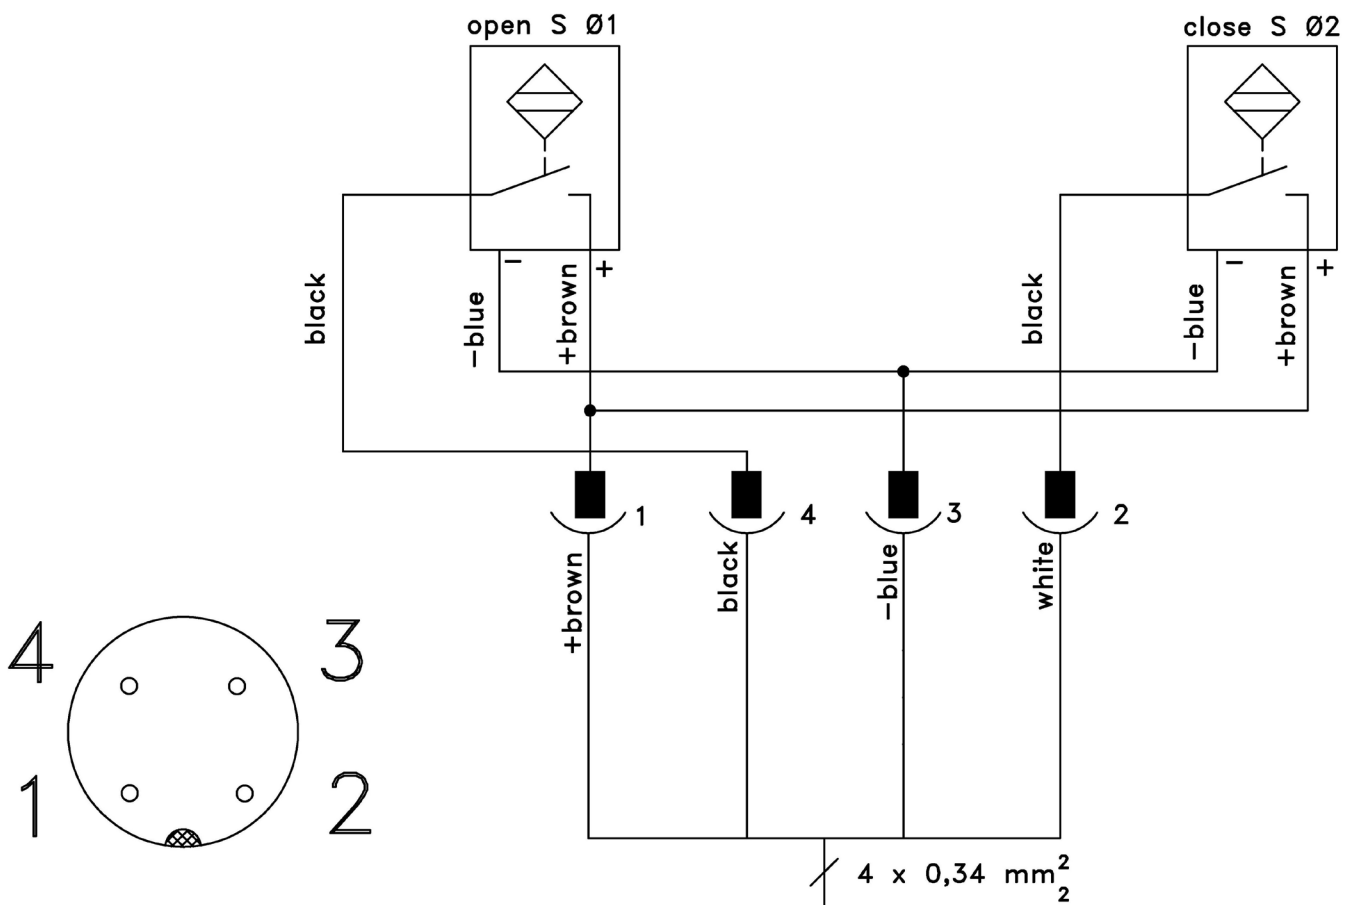 open S Ø1
close S Ø2
− +
− +
black
−blue
+brown
black
−blue
+brown
1
4
3
2
+brown
black
−blue
white
4
3
1
2
4 x 0,34 mm²
2